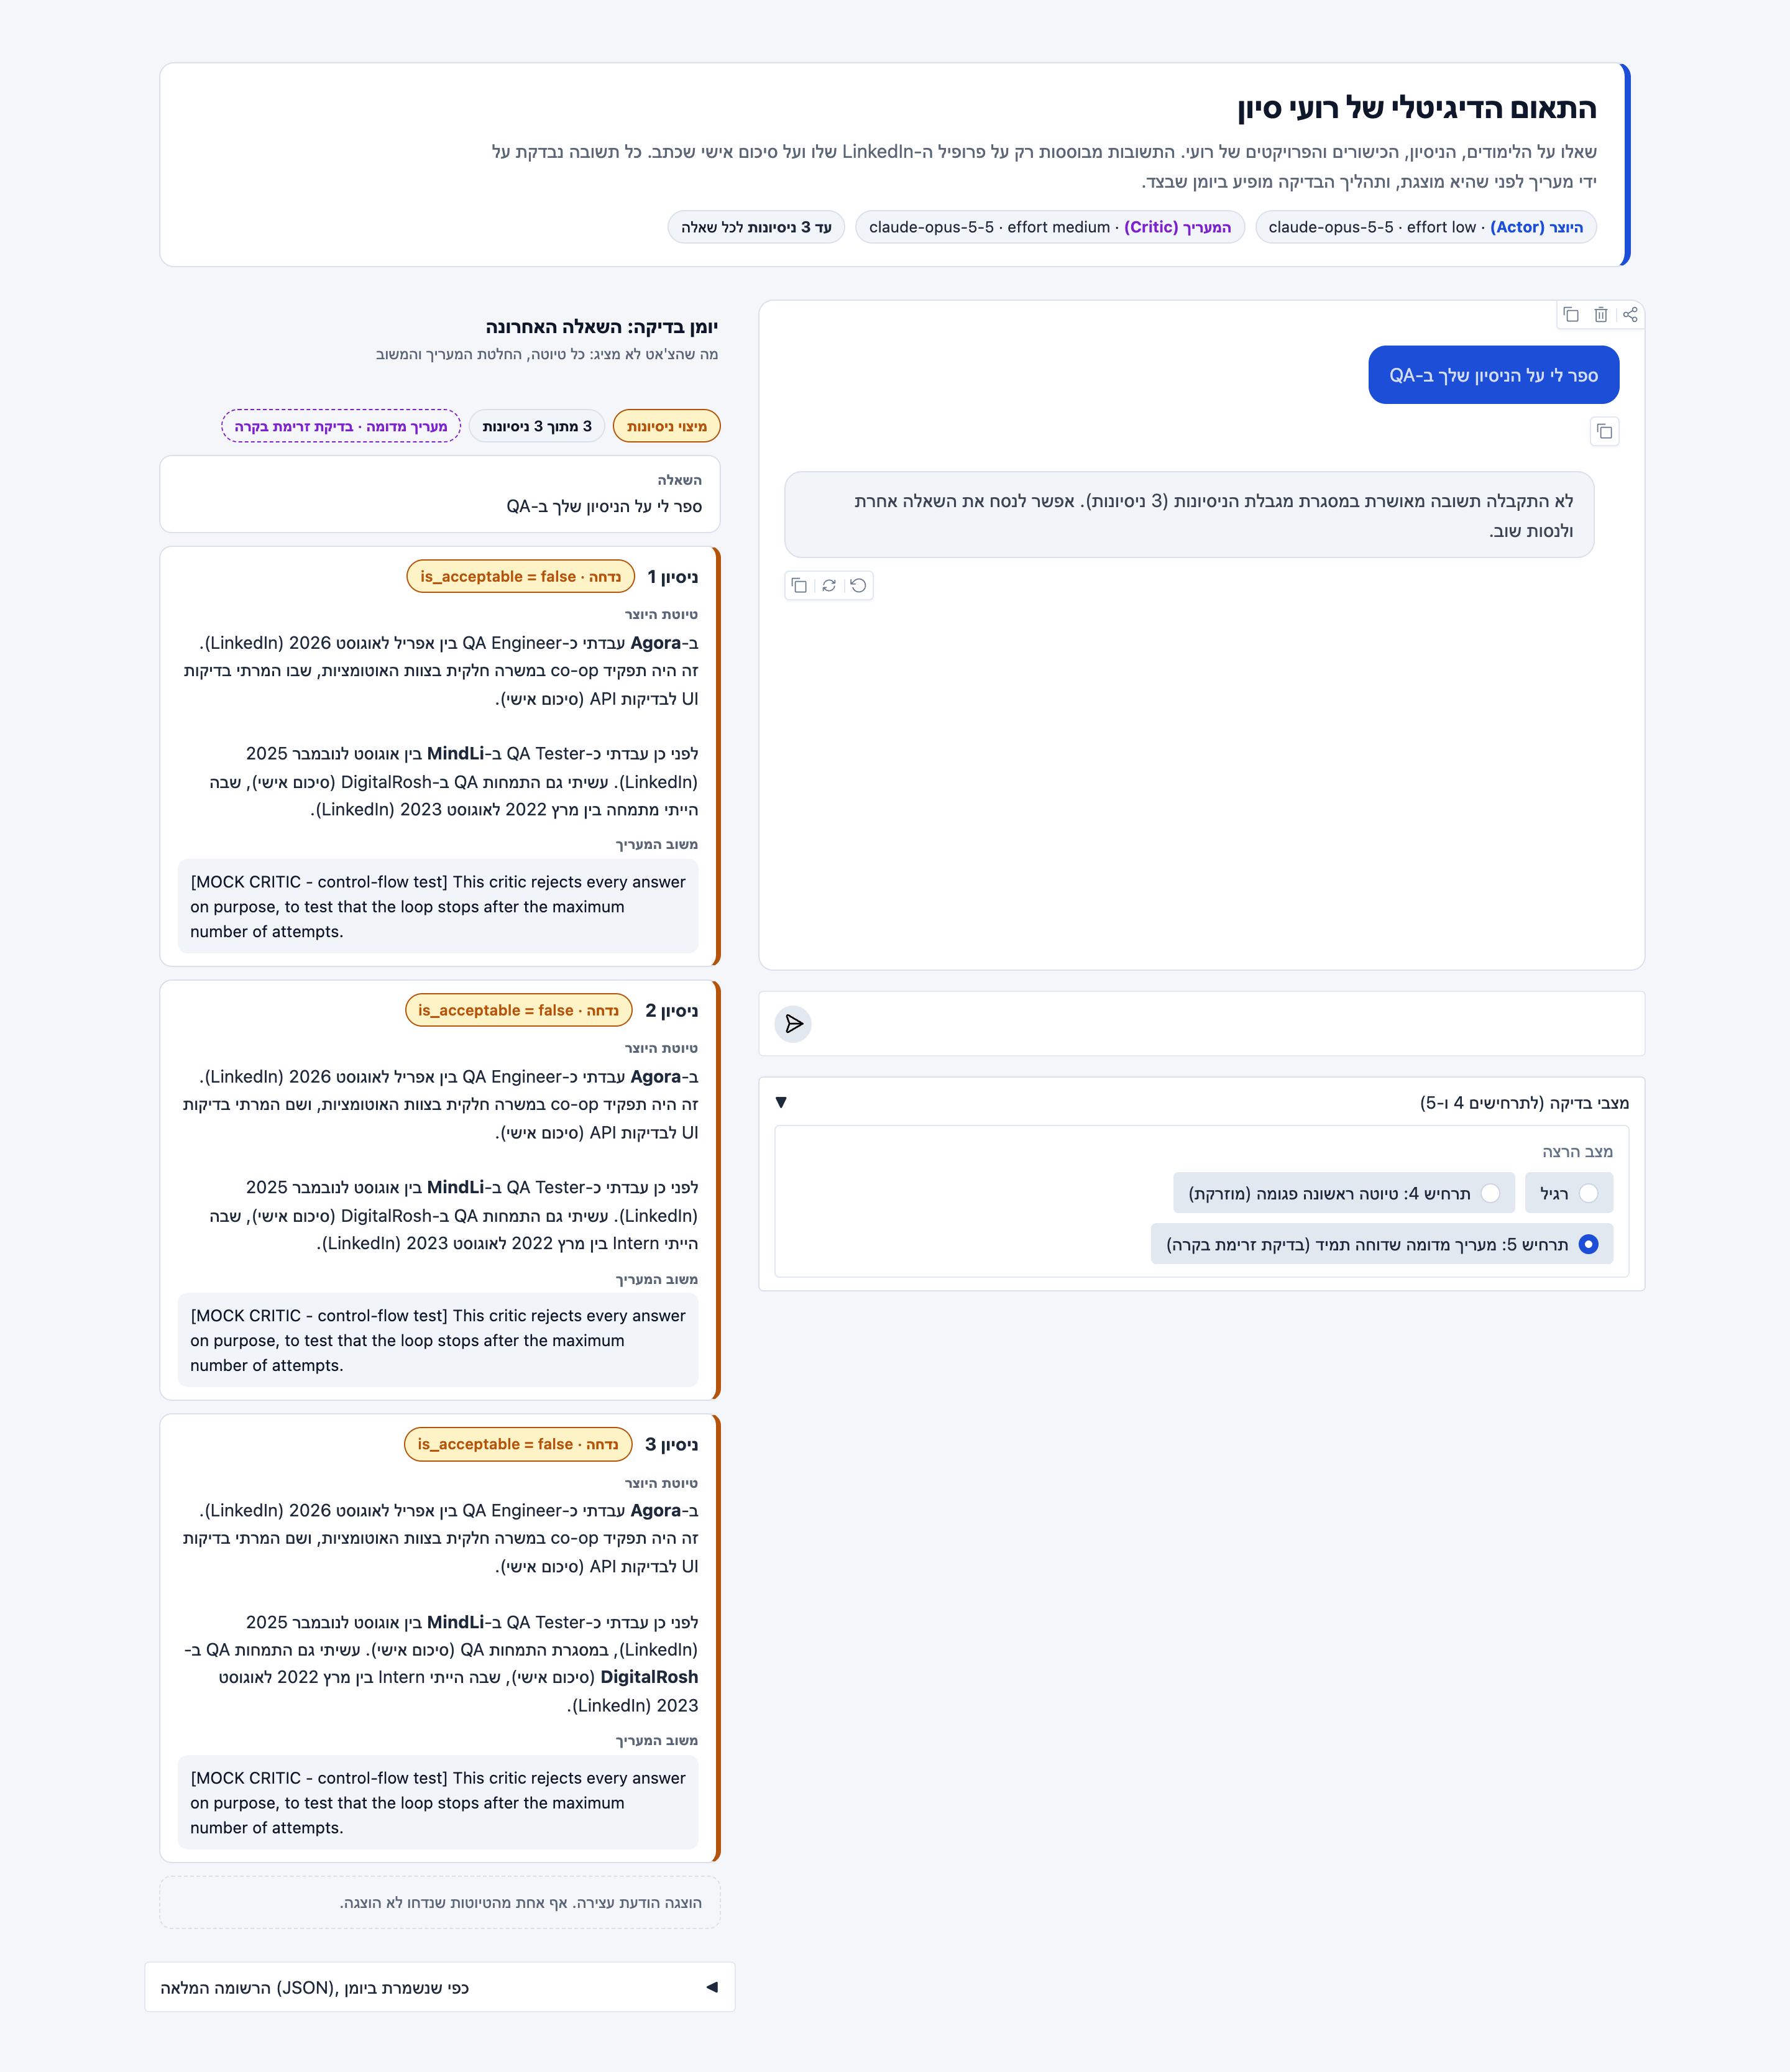 התאום הדיגיטלי של רועי סיון
שאלו על הלימודים, הניסיון, הכישורים והפרויקטים של רועי. התשובות מבוססות רק על פרופיל ה-LinkedIn שלו ועל סיכום אישי שכתב. כל תשובה נבדקת על
ידי מעריך לפני שהיא מוצגת, ותהליך הבדיקה מופיע ביומן שבצד.
היוצר (Actor) · claude-opus-5-5 · effort low
המעריך (Critic) · claude-opus-5-5 · effort medium
עד 3 ניסיונות לכל שאלה
ספר לי על הניסיון שלך ב-QA
לא התקבלה תשובה מאושרת במסגרת מגבלת הניסיונות (3 ניסיונות). אפשר לנסח את השאלה אחרת
ולנסות שוב.
מצבי בדיקה (לתרחישים 4 ו-5)
מצב הרצה
רגיל
תרחיש 4: טיוטה ראשונה פגומה (מוזרקת)
תרחיש 5: מעריך מדומה שדוחה תמיד (בדיקת זרימת בקרה)
יומן בדיקה: השאלה האחרונה
מה שהצ'אט לא מציג: כל טיוטה, החלטת המעריך והמשוב
מיצוי ניסיונות
3 מתוך 3 ניסיונות
מעריך מדומה · בדיקת זרימת בקרה
השאלה
ספר לי על הניסיון שלך ב-QA
ניסיון 1
נדחה · is_acceptable = false
טיוטת היוצר
ב-Agora עבדתי כ-QA Engineer בין אפריל לאוגוסט 2026 (LinkedIn).
זה היה תפקיד co-op במשרה חלקית בצוות האוטומציות, שבו המרתי בדיקות
UI לבדיקות API (סיכום אישי).
לפני כן עבדתי כ-QA Tester ב-MindLi בין אוגוסט לנובמבר 2025
(LinkedIn). עשיתי גם התמחות QA ב-DigitalRosh (סיכום אישי), שבה
הייתי מתמחה בין מרץ 2022 לאוגוסט 2023 (LinkedIn).
משוב המעריך
[MOCK CRITIC - control-flow test] This critic rejects every answer
on purpose, to test that the loop stops after the maximum
number of attempts.
ניסיון 2
נדחה · is_acceptable = false
טיוטת היוצר
ב-Agora עבדתי כ-QA Engineer בין אפריל לאוגוסט 2026 (LinkedIn).
זה היה תפקיד co-op במשרה חלקית בצוות האוטומציות, ושם המרתי בדיקות
UI לבדיקות API (סיכום אישי).
לפני כן עבדתי כ-QA Tester ב-MindLi בין אוגוסט לנובמבר 2025
(LinkedIn). עשיתי גם התמחות QA ב-DigitalRosh (סיכום אישי), שבה
הייתי Intern בין מרץ 2022 לאוגוסט 2023 (LinkedIn).
משוב המעריך
[MOCK CRITIC - control-flow test] This critic rejects every answer
on purpose, to test that the loop stops after the maximum
number of attempts.
ניסיון 3
נדחה · is_acceptable = false
טיוטת היוצר
ב-Agora עבדתי כ-QA Engineer בין אפריל לאוגוסט 2026 (LinkedIn).
זה היה תפקיד co-op במשרה חלקית בצוות האוטומציות, ושם המרתי בדיקות
UI לבדיקות API (סיכום אישי).
לפני כן עבדתי כ-QA Tester ב-MindLi בין אוגוסט לנובמבר 2025
(LinkedIn), במסגרת התמחות QA (סיכום אישי). עשיתי גם התמחות QA ב-
DigitalRosh (סיכום אישי), שבה הייתי Intern בין מרץ 2022 לאוגוסט
2023 (LinkedIn).
משוב המעריך
[MOCK CRITIC - control-flow test] This critic rejects every answer
on purpose, to test that the loop stops after the maximum
number of attempts.
הוצגה הודעת עצירה. אף אחת מהטיוטות שנדחו לא הוצגה.
הרשומה המלאה (JSON), כפי שנשמרת ביומן